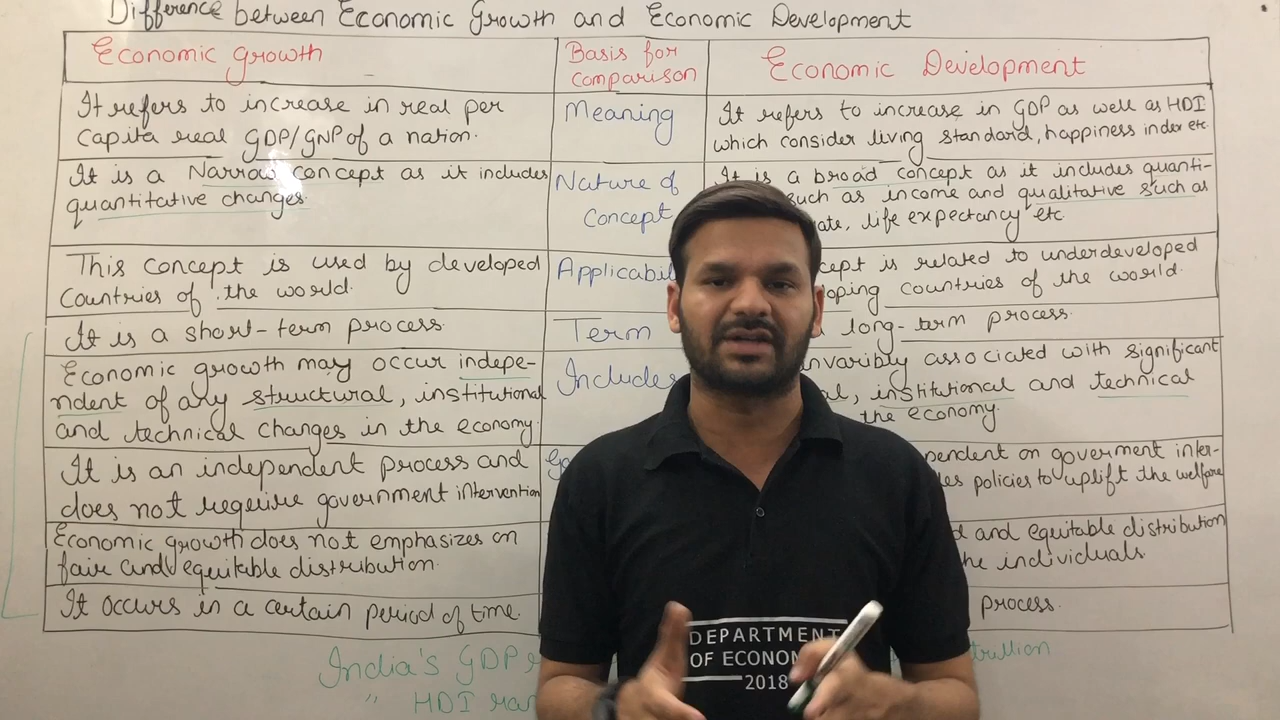 Difference between Economic Growth and Economic Development
Economic growth
Basis for
comparison
Economic Development
It refers to increase in real per
Capita real GDP/GNP of a nation.
Meaning
It refers to increase in GDP as well as HDI
which consider living standard, happiness index etc.
It is a Narrow concept as it includes
quantitative changes.
Nature of
Concept
It is a broad concept as it includes quanti-
such as income and qualitative such as
life expectancy etc
This concept is used by developed
Countries of the world.
is related to underdeveloped
countries of the world.
It is a short-term process.
Term
long-term process.
Economic growth may occur indepe-
ndent of any structural, institutional
and technical changes in the economy.
Includes
invaribly associated with significant
institutional and technical
the economy.
It is an independent process and
does not require government intervention
on goverment inter-
policies to uplift the welfare
Economic growth does not emphasizes on
fair and equitable distribution.
and equitable distribution
individuals.
It occurs in a certain period of time.
process.
India's GDP
trullion
" HDI
DEPARTMENT
OF
2018